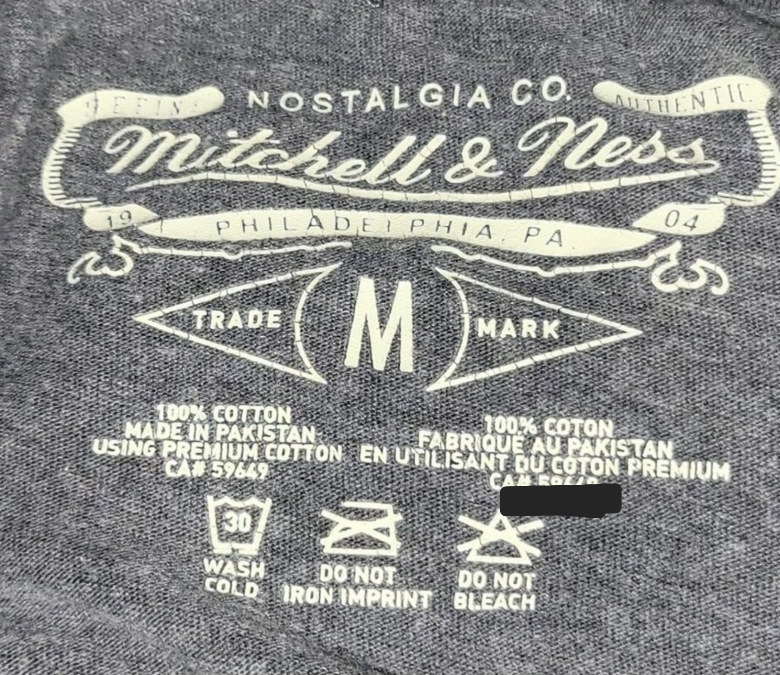 NOSTALGIA CO.
AUTHENTIC
Mitchell & Ness
19 PHILADELPHIA, PA 04
TRADE M MARK
100% COTTON
MADE IN PAKISTAN
USING PREMIUM COTTON
CA# 59649
100% COTON
FABRIQUE AU PAKISTAN
EN UTILISANT DU COTON PREMIUM
CA#
30
WASH
COLD
DO NOT
IRON IMPRINT
DO NOT
BLEACH